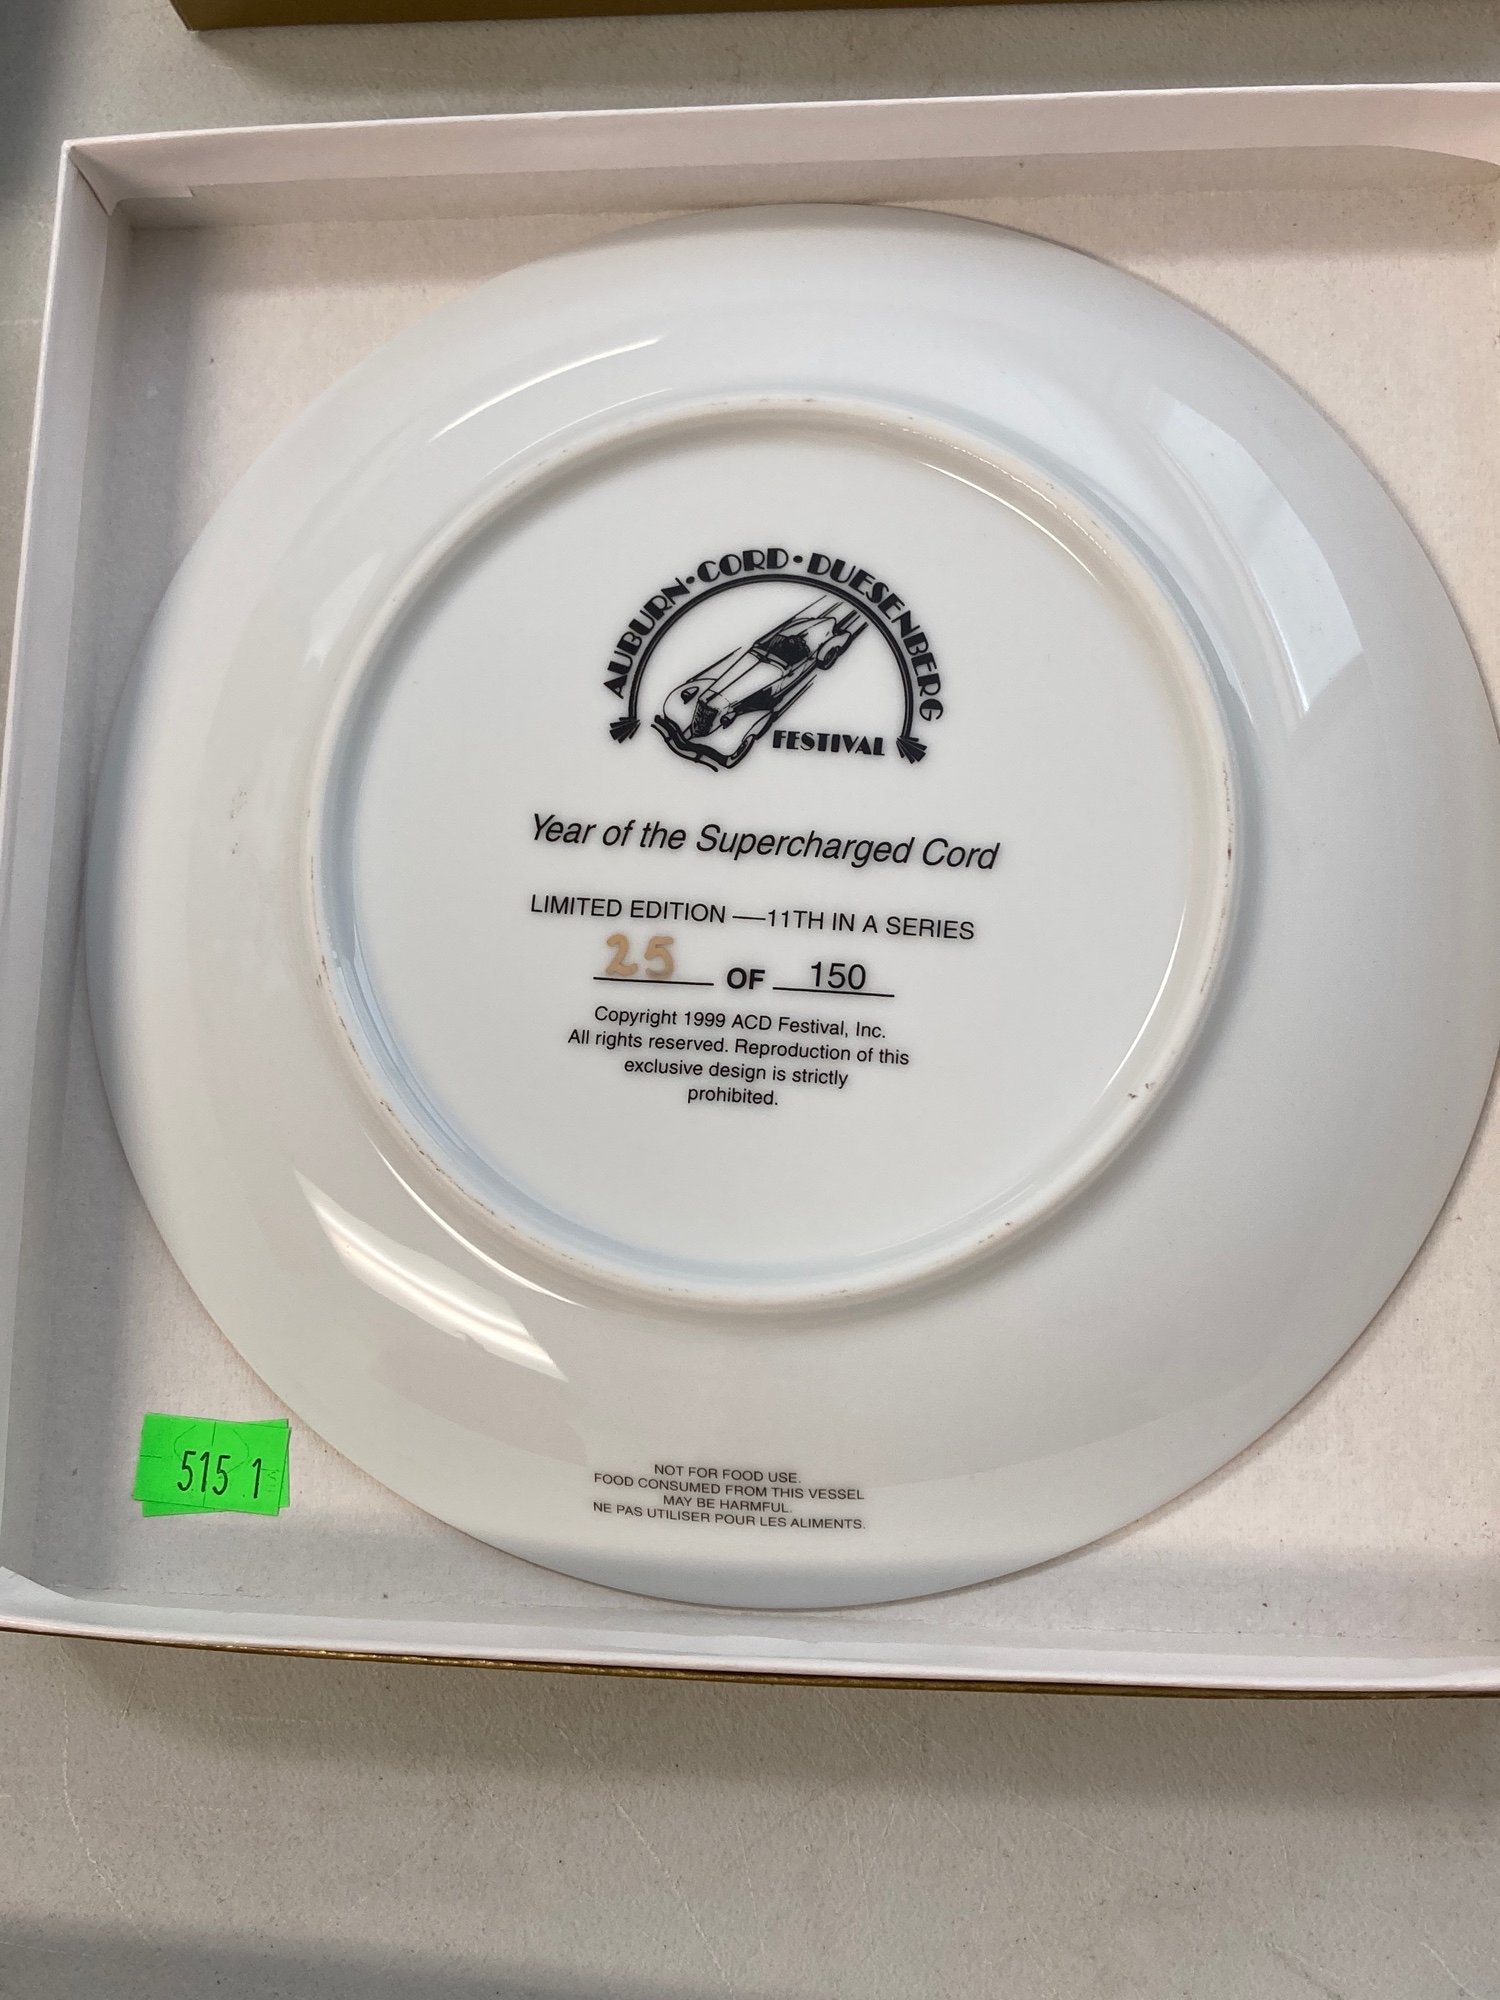 AUBURN·CORD·DUESENBERG
FESTIVAL
Year of the Supercharged Cord
LIMITED EDITION —11TH IN A SERIES
25 OF 150
Copyright 1999 ACD Festival, Inc.
All rights reserved. Reproduction of this
exclusive design is strictly
prohibited.
5151
NOT FOR FOOD USE.
FOOD CONSUMED FROM THIS VESSEL
MAY BE HARMFUL.
NE PAS UTILISER POUR LES ALIMENTS.